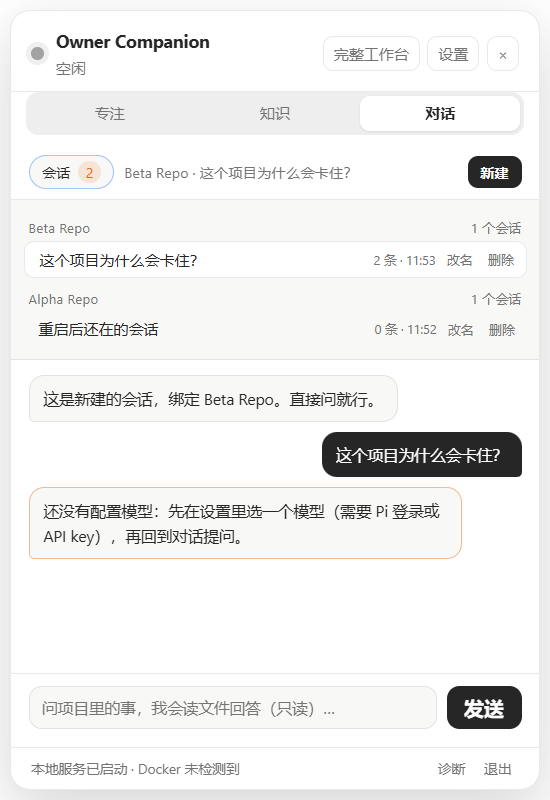 Owner Companion
空闲
完整工作台 设置 ×
专注 知识 对话
会话 2 Beta Repo · 这个项目为什么会卡住? 新建
Beta Repo 1 个会话
这个项目为什么会卡住? 2 条 · 11:53 改名 删除
Alpha Repo 1 个会话
重启后还在的会话 0 条 · 11:52 改名 删除
这是新建的会话，绑定 Beta Repo。直接问就行。
这个项目为什么会卡住?
还没有配置模型：先在设置里选一个模型（需要 Pi 登录或
API key），再回到对话提问。
问项目里的事，我会读文件回答（只读）... 发送
本地服务已启动 · Docker 未检测到 诊断 退出